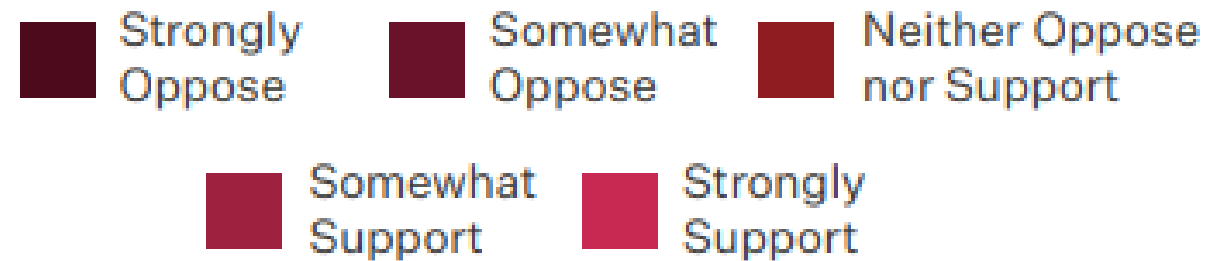 Strongly
Oppose
Somewhat
Oppose
Neither Oppose
nor Support
Somewhat
Support
Strongly
Support